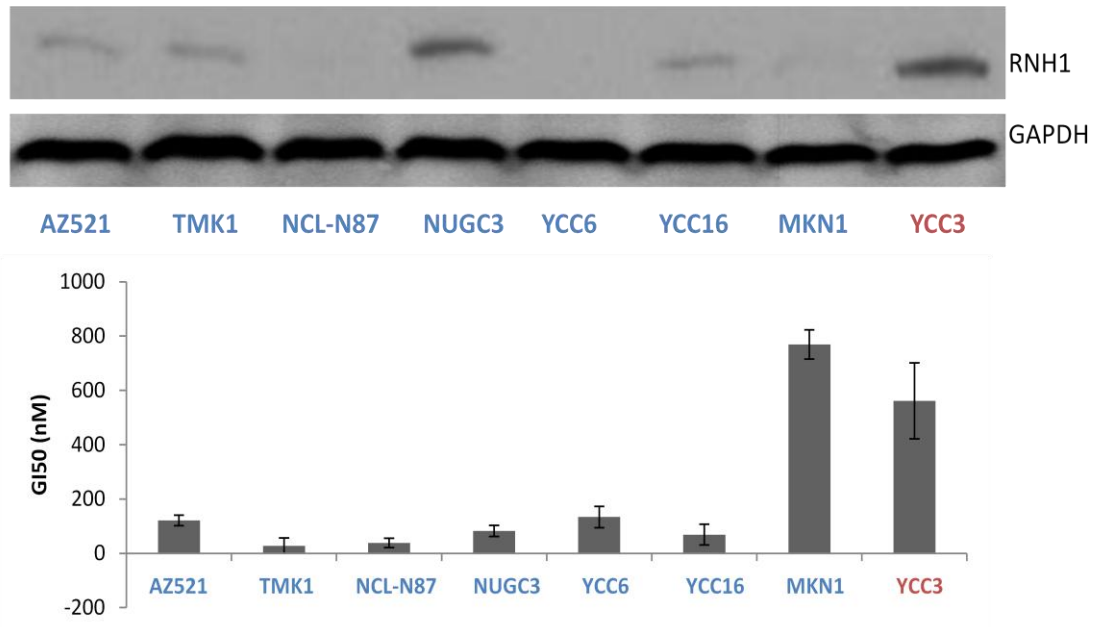 RNH1
GAPDH
AZ521 TMK1 NCL-N87 NUGC3 YCC6 YCC16 MKN1 YCC3
1000
800
600
400
200
0
-200
GI50 (nM)
AZ521 TMK1 NCL-N87 NUGC3 YCC6 YCC16 MKN1 YCC3